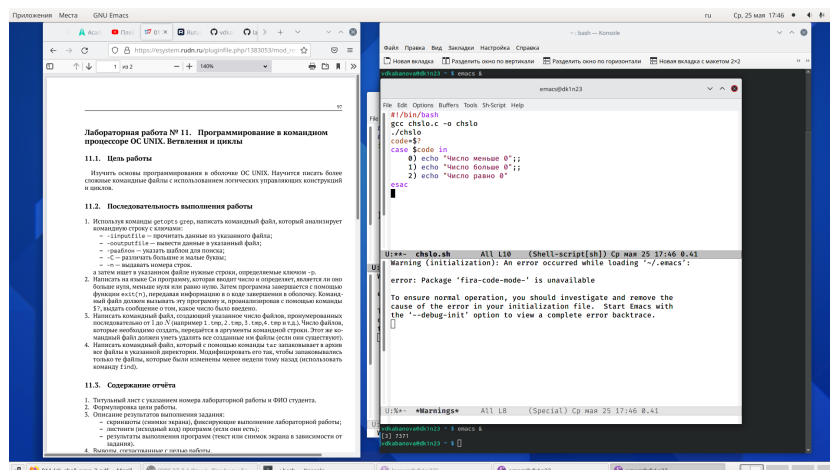 Приложения Места GNU Emacs
ru Ср, 25 мая 17:46
Acad
https://esystem.rudn.ru/pluginfile.php/1383053/mod_re
1 из 2 140%
97
Лабораторная работа № 11. Программирование в командном
процессоре ОС UNIX. Ветвления и циклы
11.1. Цель работы
Изучить основы программирования в оболочке ОС UNIX. Научится писать более
сложные командные файлы с использованием логических управляющих конструкций
и циклов.
11.2. Последовательность выполнения работы
1. Используя команды getopts grep, написать командный файл, который анализирует
командную строку с ключами:
– -iinputfile — прочитать данные из указанного файла;
– -ooutputfile — вывести данные в указанный файл;
– -pшаблон — указать шаблон для поиска;
– -C — различать большие и малые буквы;
– -n — выдавать номера строк.
а затем ищет в указанном файле нужные строки, определяемые ключом -p.
2. Написать на языке Си программу, которая вводит число и определяет, является ли оно
больше нуля, меньше нуля или равно нулю. Затем программа завершается с помощью
функции exit(n), передавая информацию в о коде завершения в оболочку. Команд-
ный файл должен вызывать эту программу и, проанализировав с помощью команды
$?, выдать сообщение о том, какое число было введено.
3. Написать командный файл, создающий указанное число файлов, пронумерованных
последовательно от 1 до N (например 1.tmp, 2.tmp, 3.tmp, 4.tmp и т.д.). Число файлов,
которые необходимо создать, передаётся в аргументы командной строки. Этот же ко-
мандный файл должен уметь удалять все созданные им файлы (если они существуют).
4. Написать командный файл, который с помощью команды tar запаковывает в архив
все файлы в указанной директории. Модифицировать его так, чтобы запаковывались
только те файлы, которые были изменены менее недели тому назад (использовать
команду find).
11.3. Содержание отчёта
1. Титульный лист с указанием номера лабораторной работы и ФИО студента.
2. Формулировка цели работы.
3. Описание результатов выполнения задания:
– скриншоты (снимки экрана), фиксирующие выполнение лабораторной работы;
– листинги (исходный код) программ (если они есть);
– результаты выполнения программ (текст или снимок экрана в зависимости от
задания).
4. Выводы, согласованные с целью работы.
~ : bash — Konsole
Файл Правка Вид Закладки Настройка Справка
Новая вкладка Разделить окно по вертикали Разделить окно по горизонтали Новая вкладка с макетом 2×2
vdkabanova@dk1n23 ~ $ emacs &
emacs@dk1n23
File Edit Options Buffers Tools Sh-Script Help
#!/bin/bash
gcc chslo.c -o chslo
./chslo
code=$?
case $code in
0) echo "Число меньше 0";;
1) echo "Число больше 0";;
2) echo "Число равно 0"
esac
U:**- chslo.sh All L10 (Shell-script[sh]) Ср мая 25 17:46 0.41
Warning (initialization): An error occurred while loading ‘~/.emacs’:
error: Package ‘fira-code-mode-’ is unavailable
To ensure normal operation, you should investigate and remove the
cause of the error in your initialization file. Start Emacs with
the ‘--debug-init’ option to view a complete error backtrace.
U:%*- *Warnings* All L8 (Special) Ср мая 25 17:46 0.41
vdkabanova@dk1n23 ~ $ emacs &
[3] 7371
vdkabanova@dk1n23 ~ $